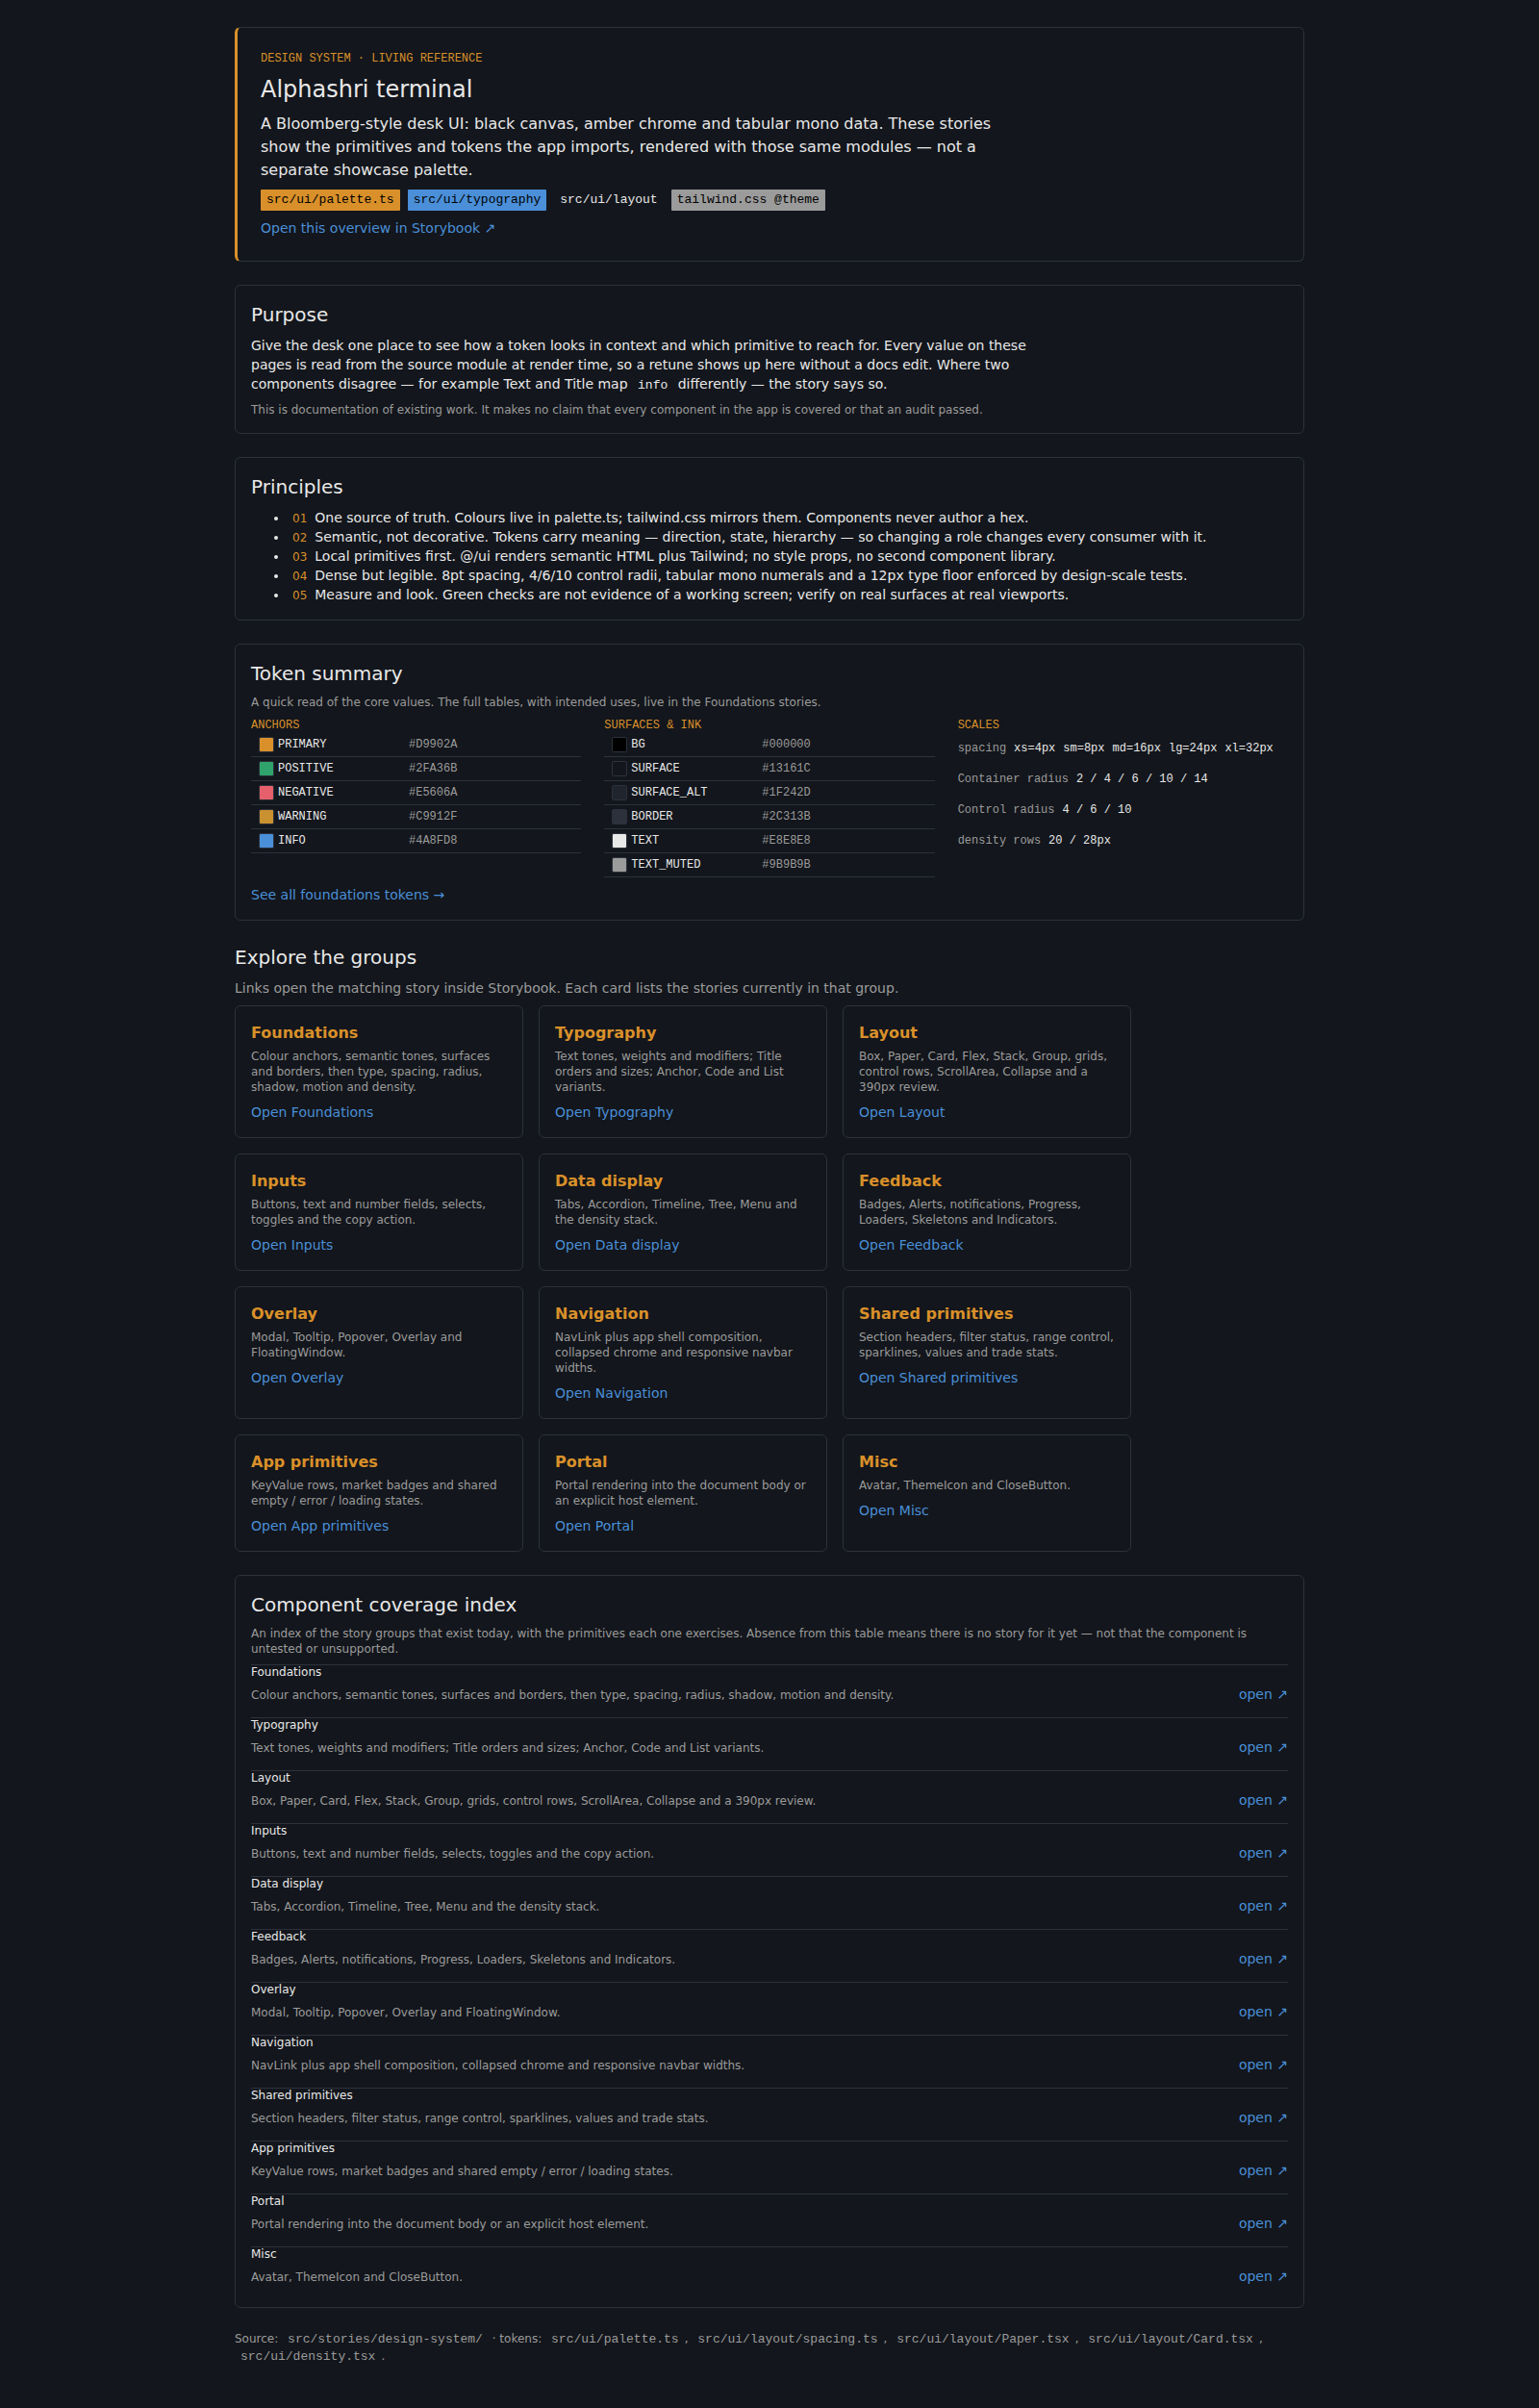 DESIGN SYSTEM · LIVING REFERENCE
Alphashri terminal
A Bloomberg-style desk UI: black canvas, amber chrome and tabular mono data. These stories
show the primitives and tokens the app imports, rendered with those same modules — not a
separate showcase palette.
src/ui/palette.ts src/ui/typography src/ui/layout tailwind.css @theme
Open this overview in Storybook ↗
Purpose
Give the desk one place to see how a token looks in context and which primitive to reach for. Every value on these
pages is read from the source module at render time, so a retune shows up here without a docs edit. Where two
components disagree — for example Text and Title map info differently — the story says so.
This is documentation of existing work. It makes no claim that every component in the app is covered or that an audit passed.
Principles
• 01 One source of truth. Colours live in palette.ts; tailwind.css mirrors them. Components never author a hex.
• 02 Semantic, not decorative. Tokens carry meaning — direction, state, hierarchy — so changing a role changes every consumer with it.
• 03 Local primitives first. @/ui renders semantic HTML plus Tailwind; no style props, no second component library.
• 04 Dense but legible. 8pt spacing, 4/6/10 control radii, tabular mono numerals and a 12px type floor enforced by design-scale tests.
• 05 Measure and look. Green checks are not evidence of a working screen; verify on real surfaces at real viewports.
Token summary
A quick read of the core values. The full tables, with intended uses, live in the Foundations stories.
ANCHORS
PRIMARY #D9902A
POSITIVE #2FA36B
NEGATIVE #E5606A
WARNING #C9912F
INFO #4A8FD8
SURFACES & INK
BG #000000
SURFACE #13161C
SURFACE_ALT #1F242D
BORDER #2C313B
TEXT #E8E8E8
TEXT_MUTED #9B9B9B
SCALES
spacing xs=4px sm=8px md=16px lg=24px xl=32px
Container radius 2 / 4 / 6 / 10 / 14
Control radius 4 / 6 / 10
density rows 20 / 28px
See all foundations tokens →
Explore the groups
Links open the matching story inside Storybook. Each card lists the stories currently in that group.
Foundations
Colour anchors, semantic tones, surfaces
and borders, then type, spacing, radius,
shadow, motion and density.
Open Foundations
Typography
Text tones, weights and modifiers; Title
orders and sizes; Anchor, Code and List
variants.
Open Typography
Layout
Box, Paper, Card, Flex, Stack, Group, grids,
control rows, ScrollArea, Collapse and a
390px review.
Open Layout
Inputs
Buttons, text and number fields, selects,
toggles and the copy action.
Open Inputs
Data display
Tabs, Accordion, Timeline, Tree, Menu and
the density stack.
Open Data display
Feedback
Badges, Alerts, notifications, Progress,
Loaders, Skeletons and Indicators.
Open Feedback
Overlay
Modal, Tooltip, Popover, Overlay and
FloatingWindow.
Open Overlay
Navigation
NavLink plus app shell composition,
collapsed chrome and responsive navbar
widths.
Open Navigation
Shared primitives
Section headers, filter status, range control,
sparklines, values and trade stats.
Open Shared primitives
App primitives
KeyValue rows, market badges and shared
empty / error / loading states.
Open App primitives
Portal
Portal rendering into the document body or
an explicit host element.
Open Portal
Misc
Avatar, ThemeIcon and CloseButton.
Open Misc
Component coverage index
An index of the story groups that exist today, with the primitives each one exercises. Absence from this table means there is no story for it yet — not that the component is
untested or unsupported.
Foundations
Colour anchors, semantic tones, surfaces and borders, then type, spacing, radius, shadow, motion and density. open ↗
Typography
Text tones, weights and modifiers; Title orders and sizes; Anchor, Code and List variants. open ↗
Layout
Box, Paper, Card, Flex, Stack, Group, grids, control rows, ScrollArea, Collapse and a 390px review. open ↗
Inputs
Buttons, text and number fields, selects, toggles and the copy action. open ↗
Data display
Tabs, Accordion, Timeline, Tree, Menu and the density stack. open ↗
Feedback
Badges, Alerts, notifications, Progress, Loaders, Skeletons and Indicators. open ↗
Overlay
Modal, Tooltip, Popover, Overlay and FloatingWindow. open ↗
Navigation
NavLink plus app shell composition, collapsed chrome and responsive navbar widths. open ↗
Shared primitives
Section headers, filter status, range control, sparklines, values and trade stats. open ↗
App primitives
KeyValue rows, market badges and shared empty / error / loading states. open ↗
Portal
Portal rendering into the document body or an explicit host element. open ↗
Misc
Avatar, ThemeIcon and CloseButton. open ↗
Source: src/stories/design-system/ · tokens: src/ui/palette.ts , src/ui/layout/spacing.ts , src/ui/layout/Paper.tsx , src/ui/layout/Card.tsx ,
src/ui/density.tsx .